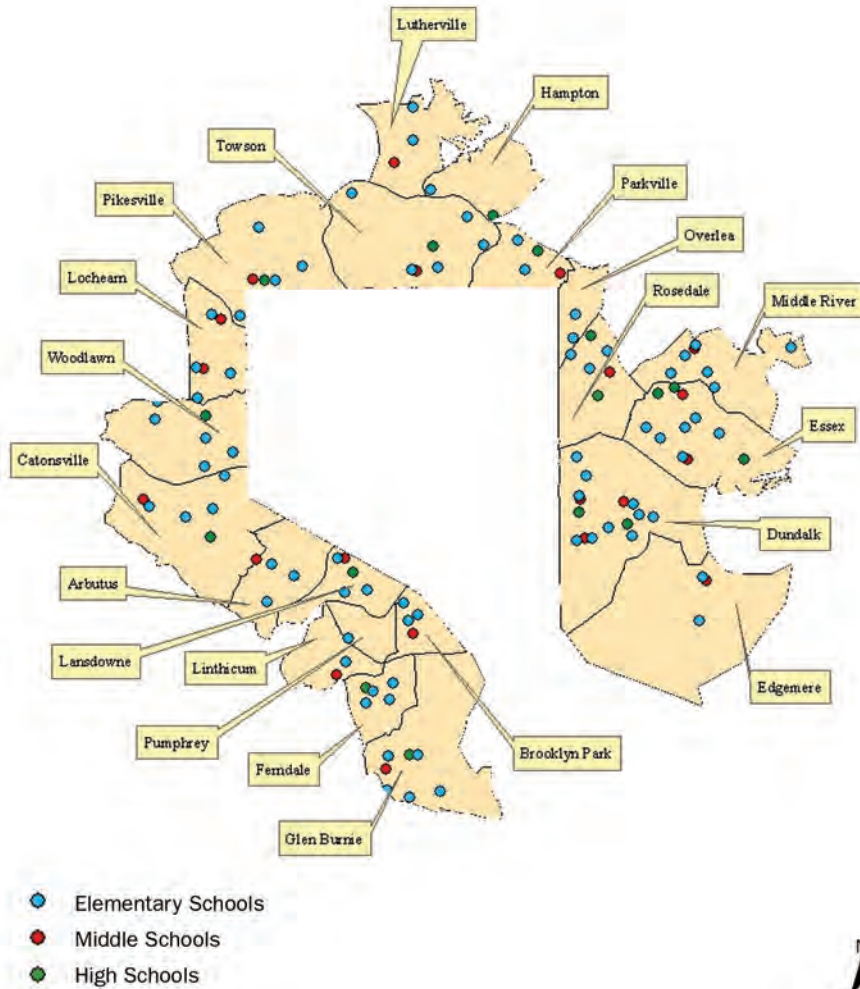 Lutherville
Hampton
Towson
Parkville
Pikesville
Overlea
Lochearn
Rosedale
Middle River
Woodlawn
Catonsville
Essex
Dundalk
Arbutus
Lansdowne
Linthicum
Edgemere
Pumphrey
Brooklyn Park
Ferndale
Glen Burnie
Elementary Schools
Middle Schools
High Schools
N